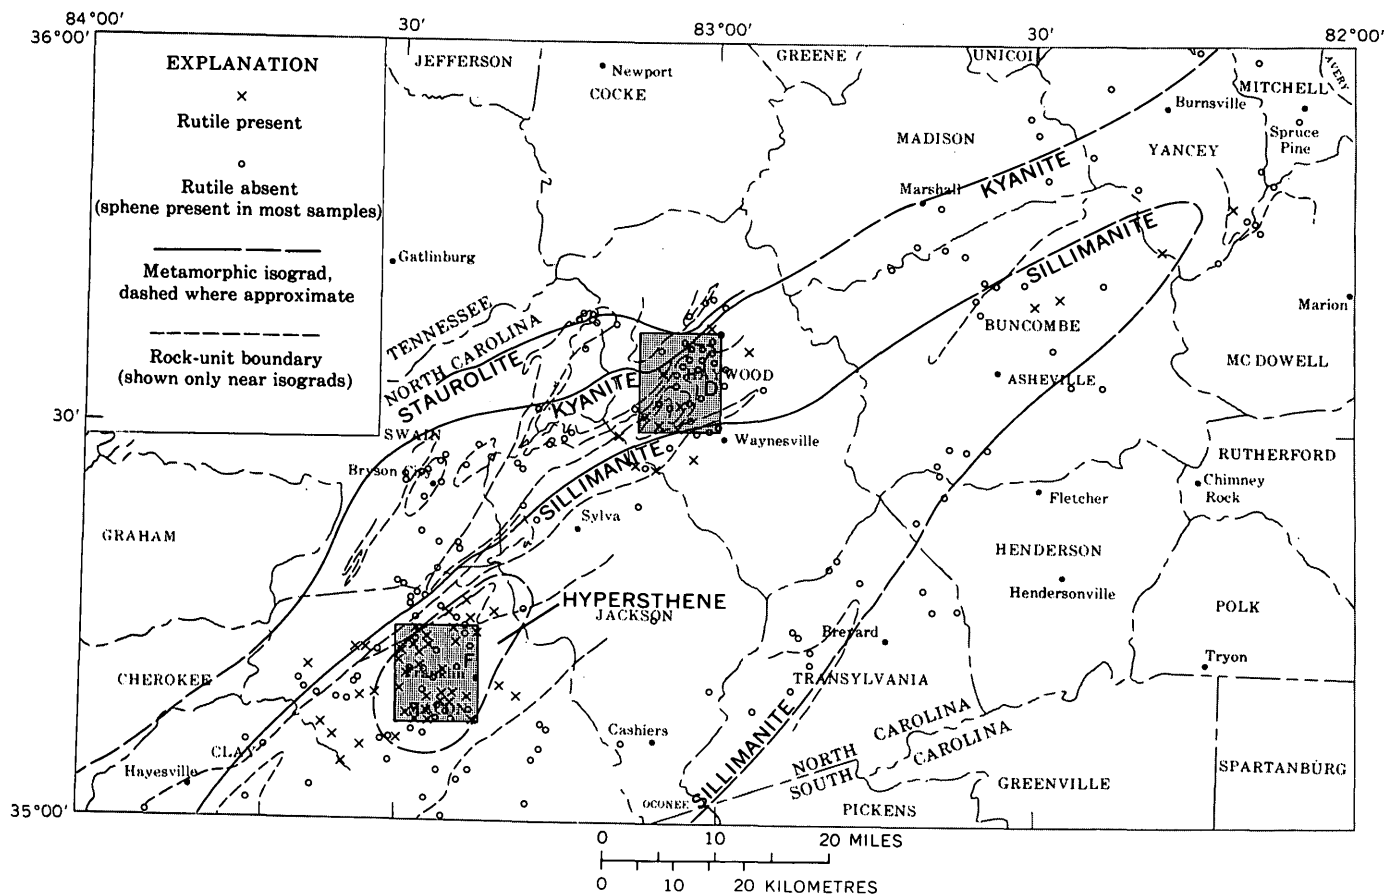 84°00'
30'
83°00'
30'
82°00'
36°00'
EXPLANATION
×
Rutile present
Rutile absent
(sphene present in most samples)
Metamorphic isograd,
dashed where approximate
Rock-unit boundary
(shown only near isograds)
JEFFERSON
Newport
COCKE
GREENE
UNICOI
AVERY
MITCHELL
Burnsville
Spruce
Pine
MADISON
YANCEY
KYANITE
Marshall
Gatlinburg
SILLIMANITE
Marion
TENNESSEE
NORTH CAROLINA
STAUROLITE
BUNCOMBE
MC DOWELL
HAYWOOD
D
ASHEVILLE
KYANITE
30'
SWAIN
Waynesville
RUTHERFORD
Bryson City
SILLIMANITE
Chimney
Rock
Fletcher
Sylva
GRAHAM
HENDERSON
Hendersonville
HYPERSTHENE
JACKSON
POLK
Brevard
Tryon
F
Franklin
CHEROKEE
TRANSYLVANIA
MACON
Cashiers
CLAY
Hayesville
SILLIMANITE
NORTH CAROLINA
SOUTH CAROLINA
GREENVILLE
SPARTANBURG
OCONEE
PICKENS
35°00'
0 10 20 MILES
0 10 20 KILOMETRES